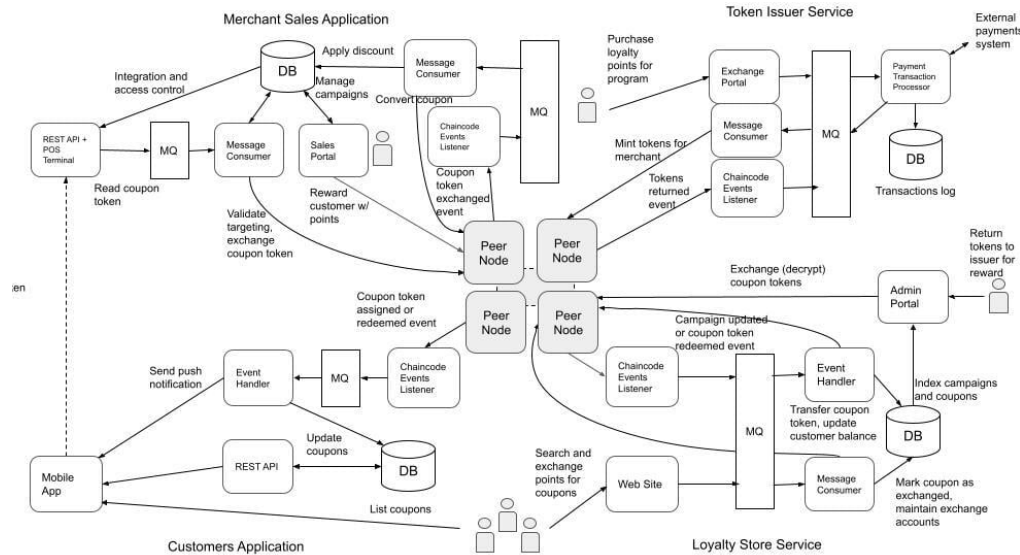 Merchant Sales Application
Token Issuer Service
External
payments
system
DB
Apply discount
Message
Consumer
MQ
Purchase
loyalty
points for
program
Exchange
Portal
MQ
Payment
Transaction
Processor
Integration and
access control
Manage
campaigns
Convert coupon
REST API +
POS
Terminal
MQ
Message
Consumer
Sales
Portal
Chaincode
Events
Listener
Message
Consumer
Mint tokens for
merchant
DB
Transactions log
Read coupon
token
Reward
customer w/
points
Coupon
token
exchanged
event
Tokens
returned
event
Chaincode
Events
Listener
Validate
targeting,
exchange
coupon token
Peer
Node
Peer
Node
Return
tokens to
issuer for
reward
Exchange (decrypt)
coupon tokens
Admin
Portal
ken
Coupon token
assigned or
redeemed event
Peer
Node
Peer
Node
Campaign updated
or coupon token
redeemed event
Send push
notification
Event
Handler
MQ
Chaincode
Events
Listener
Chaincode
Events
Listener
MQ
Event
Handler
Index campaigns
and coupons
Transfer coupon
token, update
customer balance
DB
Update
coupons
REST API
DB
Mobile
App
List coupons
Search and
exchange
points for
coupons
Web Site
Message
Consumer
Mark coupon as
exchanged,
maintain exchange
accounts
Customers Application
Loyalty Store Service